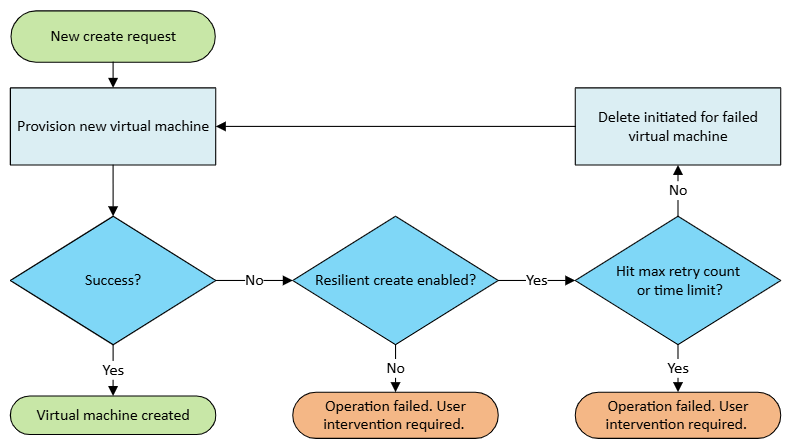 New create request
Provision new virtual machine
Delete initiated for failed
virtual machine
No
Success?
No
Resilient create enabled?
Yes
Hit max retry count
or time limit?
Yes
No
Yes
Virtual machine created
Operation failed. User
intervention required.
Operation failed. User
intervention required.